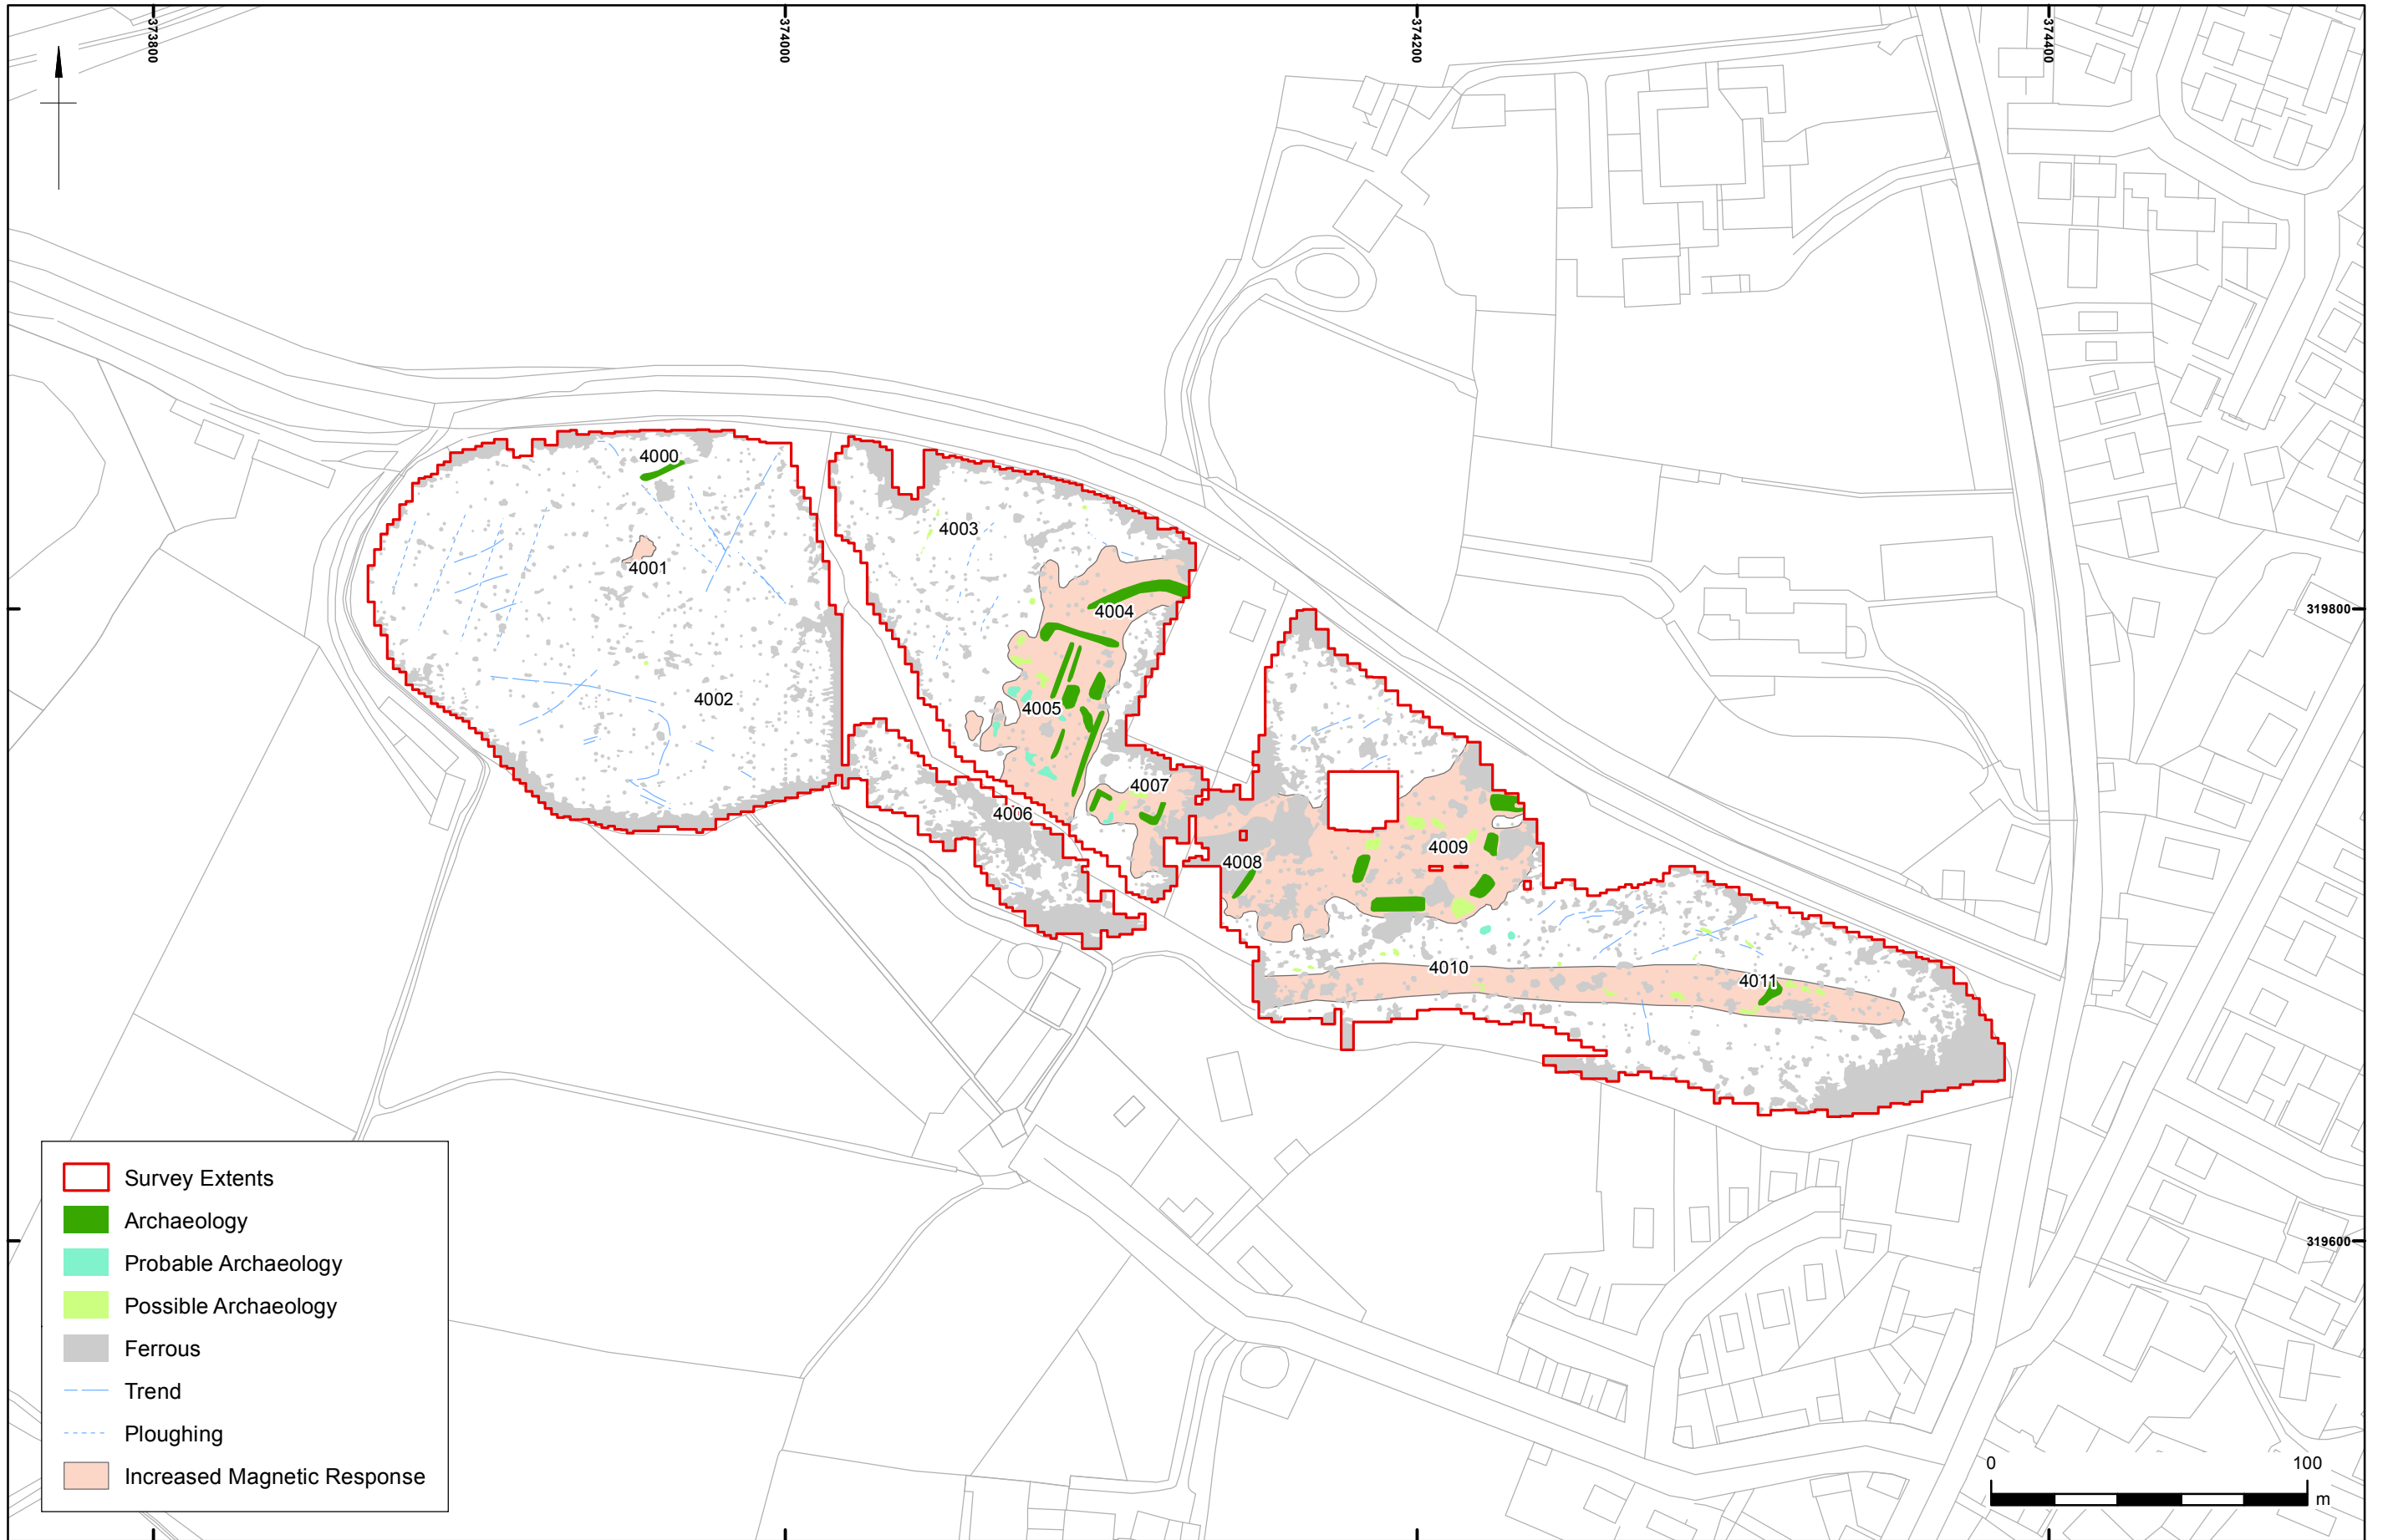 373800
374000
374200
374400
4000
4003
4001
4004
319800
4002
4005
4007
4006
4009
4008
4010
4011
Survey Extents
Archaeology
Probable Archaeology
Possible Archaeology
Ferrous
Trend
Ploughing
Increased Magnetic Response
319600
0 100
m